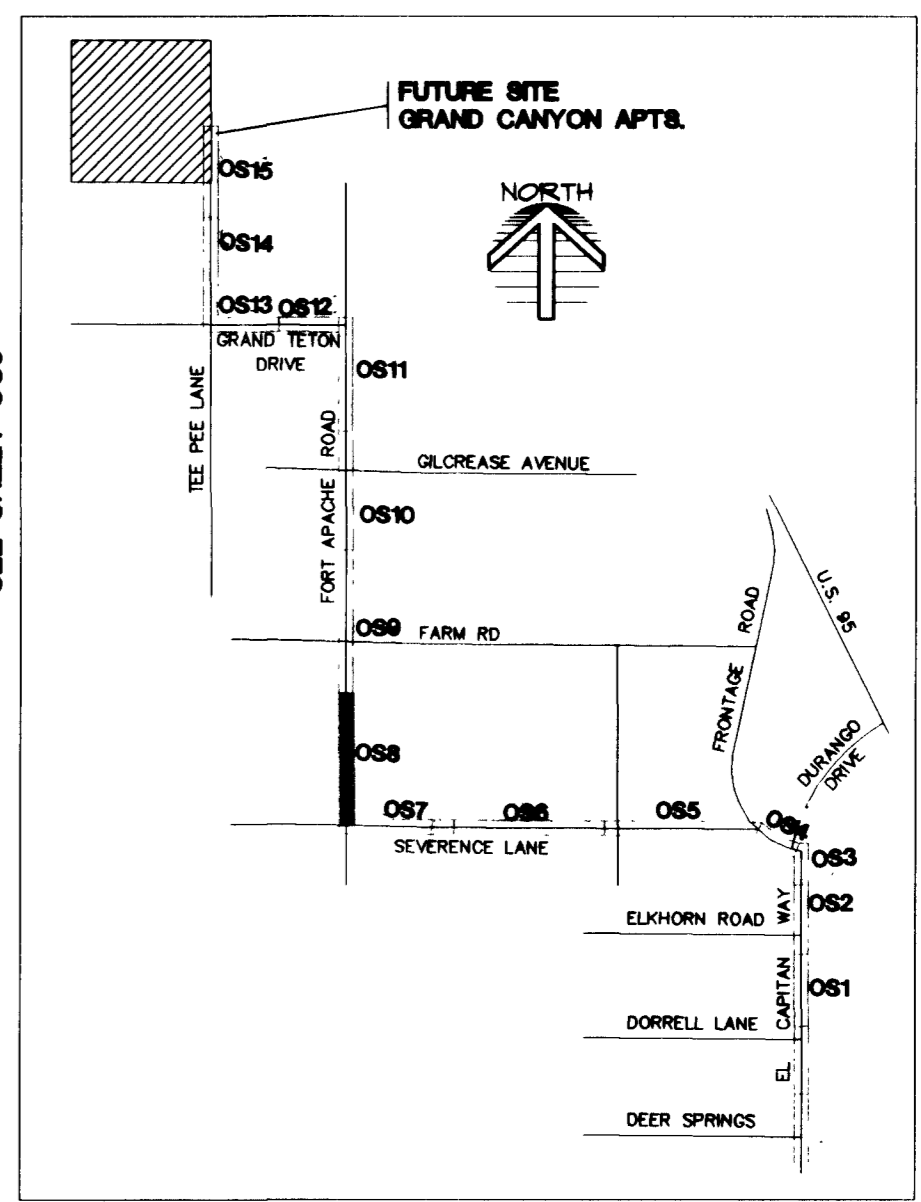 FUTURE SITE
GRAND CANYON APTS.
OS15
NORTH
OS14
OS13
OS12
GRAND TETON
DRIVE
OS11
TEE PEE LANE
FORT APACHE ROAD
GILCREASE AVENUE
OS10
OS9
FARM RD
FRONTAGE ROAD
U.S. 95
DURANGO
DRIVE
OS8
OS7
OS6
OS5
OS4
SEVERENCE LANE
OS3
OS2
ELKHORN ROAD
EL CAPITAN WAY
OS1
DORRELL LANE
DEER SPRINGS